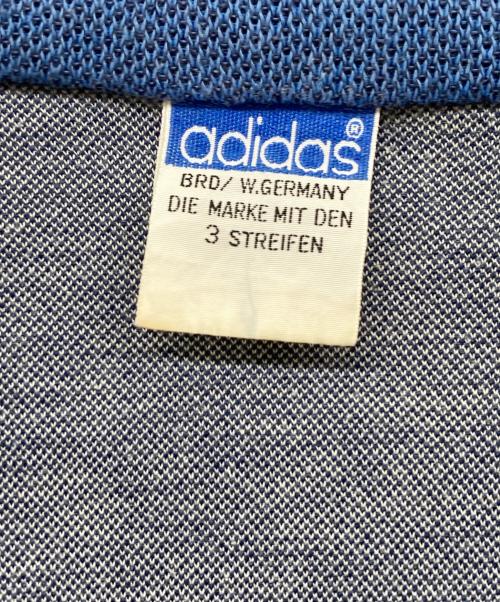 adidas®
BRD/ W.GERMANY
DIE MARKE MIT DEN
3 STREIFEN